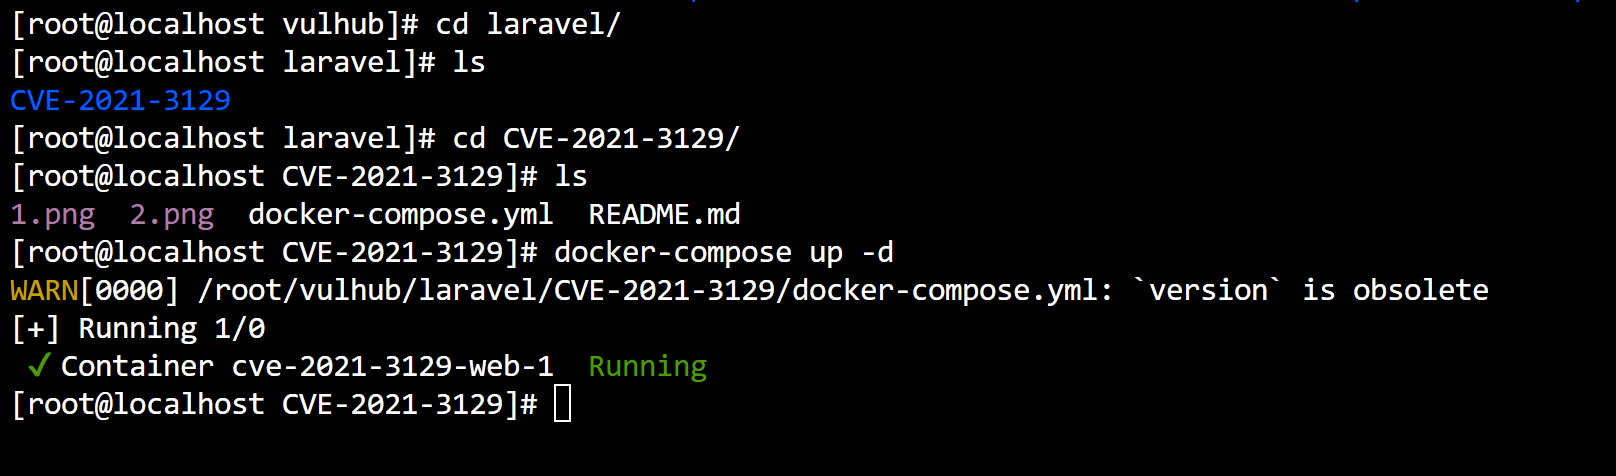 [root@localhost vulhub]# cd laravel/
[root@localhost laravel]# ls
CVE-2021-3129
[root@localhost laravel]# cd CVE-2021-3129/
[root@localhost CVE-2021-3129]# ls
1.png  2.png  docker-compose.yml  README.md
[root@localhost CVE-2021-3129]# docker-compose up -d
WARN[0000] /root/vulhub/laravel/CVE-2021-3129/docker-compose.yml: `version` is obsolete
[+] Running 1/0
 ✓ Container cve-2021-3129-web-1  Running
[root@localhost CVE-2021-3129]#